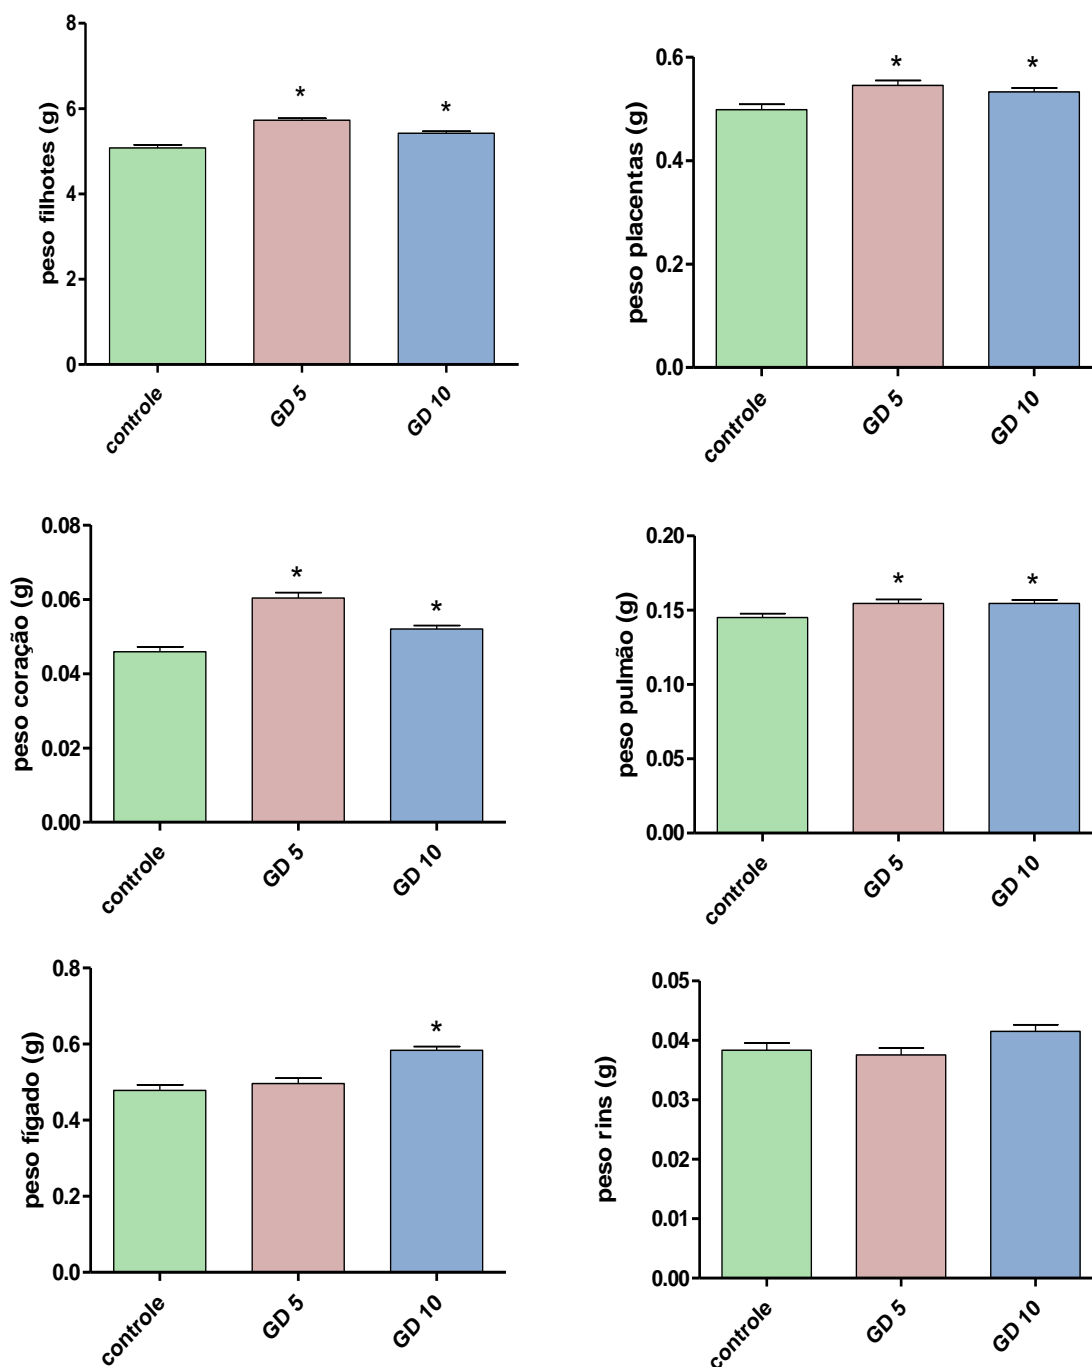 peso filhotes (g)
8
6
4
2
0
*
*
controle
GD 5
GD 10
peso placentas (g)
0.6
0.4
0.2
0.0
*
*
controle
GD 5
GD 10
peso coração (g)
0.08
0.06
0.04
0.02
0.00
*
*
controle
GD 5
GD 10
peso pulmão (g)
0.20
0.15
0.10
0.05
0.00
*
*
controle
GD 5
GD 10
peso fígado (g)
0.8
0.6
0.4
0.2
0.0
*
controle
GD 5
GD 10
peso rins (g)
0.05
0.04
0.03
0.02
0.01
0.00
controle
GD 5
GD 10